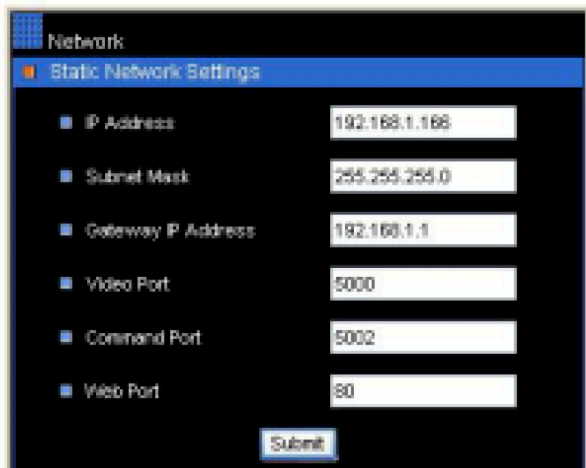 Network
Static Network Settings
IP Address 192.168.1.166
Subnet Mask 255.255.255.0
Gateway IP Address 192.168.1.1
Video Port 5000
Command Port 5002
Web Port 80
Submit